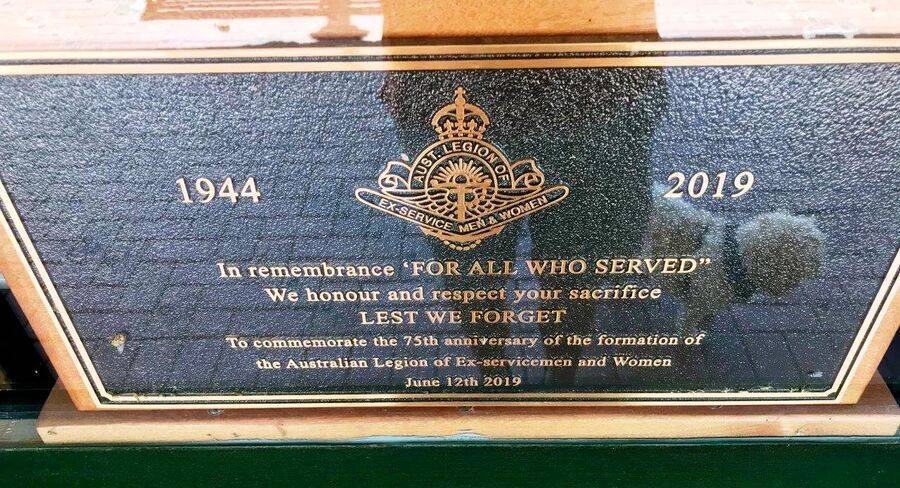 AUST. LEGION OF
EX-SERVICE MEN & WOMEN
1944
2019
In remembrance ‘FOR ALL WHO SERVED”
We honour and respect your sacrifice
LEST WE FORGET
To commemorate the 75th anniversary of the formation of
the Australian Legion of Ex-servicemen and Women
June 12th 2019